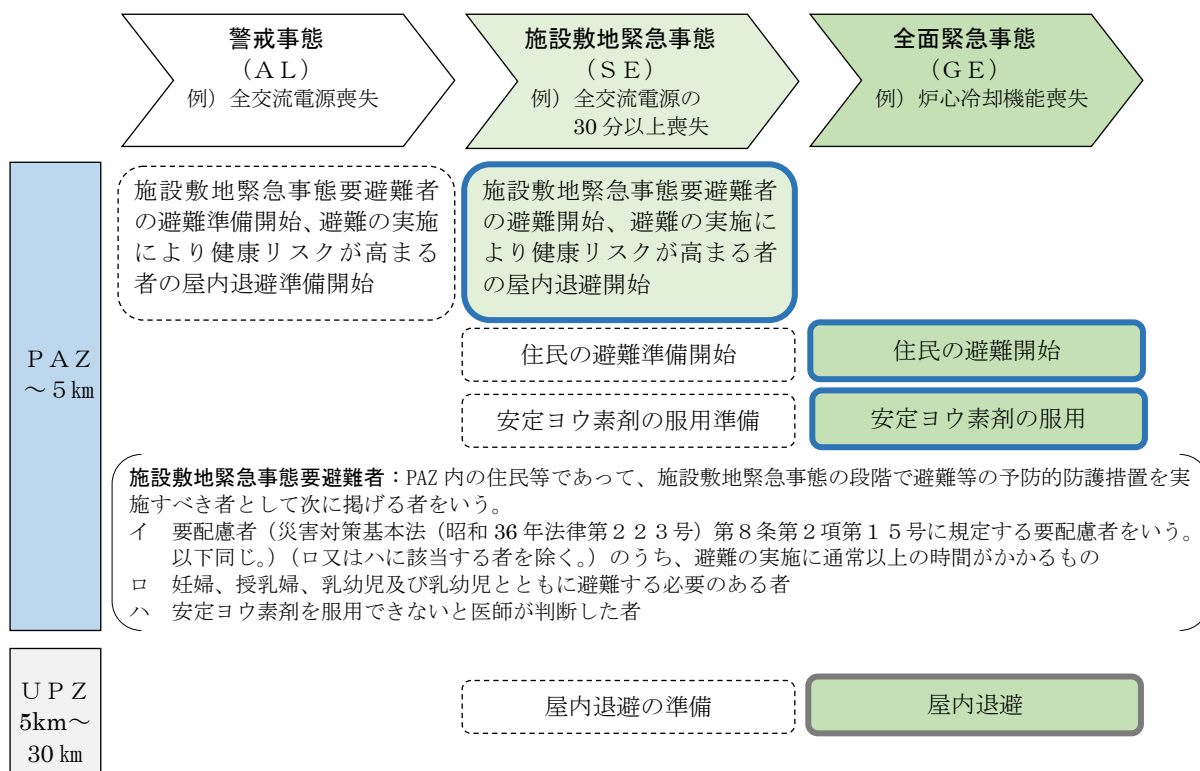 警戒事態
（ＡＬ）
例）全交流電源喪失
施設敷地緊急事態
（ＳＥ）
例）全交流電源の
30 分以上喪失
全面緊急事態
（ＧＥ）
例）炉心冷却機能喪失
ＰＡＺ
～５㎞
施設敷地緊急事態要避難者
の避難準備開始、避難の実施
により健康リスクが高まる
者の屋内退避準備開始
施設敷地緊急事態要避難者
の避難開始、避難の実施に
より健康リスクが高まる者
の屋内退避開始
住民の避難準備開始
住民の避難開始
安定ヨウ素剤の服用準備
安定ヨウ素剤の服用
施設敷地緊急事態要避難者：PAZ 内の住民等であって、施設敷地緊急事態の段階で避難等の予防的防護措置を実
施すべき者として次に掲げる者をいう。
イ　要配慮者（災害対策基本法（昭和 36 年法律第２２３号）第８条第２項第１５号に規定する要配慮者をいう。
以下同じ。）（ロ又はハに該当する者を除く。）のうち、避難の実施に通常以上の時間がかかるもの
ロ　妊婦、授乳婦、乳幼児及び乳幼児とともに避難する必要のある者
ハ　安定ヨウ素剤を服用できないと医師が判断した者
ＵＰＺ
5km～
30 ㎞
屋内退避の準備
屋内退避